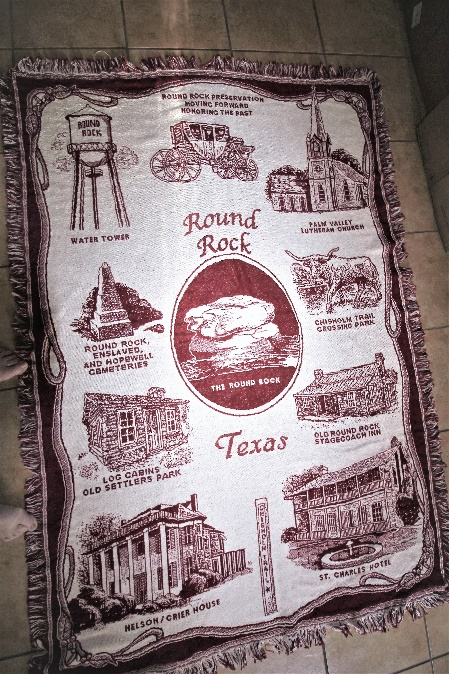 ROUND ROCK PRESERVATION
MOVING FORWARD
HONORING THE PAST
ROUND
ROCK
WATER TOWER
PALM VALLEY
LUTHERAN CHURCH
Round
Rock
ROUND ROCK,
ENSLAVED,
AND HOPEWELL
CEMETERIES
CHISHOLM TRAIL
CROSSING PARK
THE ROUND ROCK
LOG CABINS
OLD SETTLERS PARK
OLD ROUND ROCK
STAGECOACH INN
Texas
NELSON / CRIER HOUSE
ST. CHARLES HOTEL